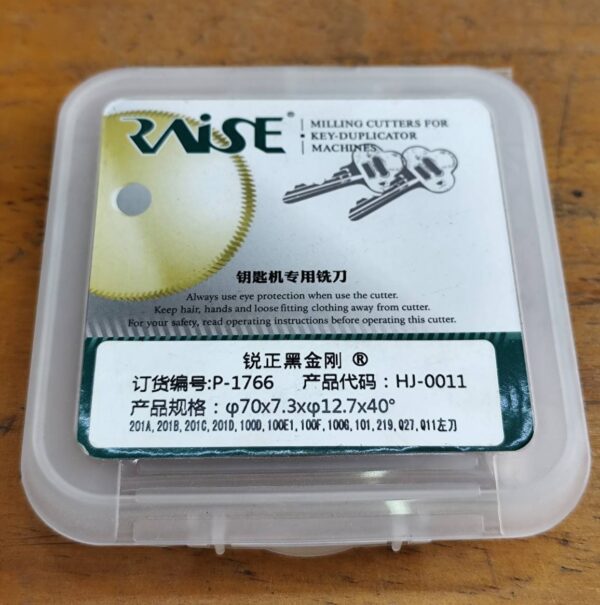 RAISE®
MILLING CUTTERS FOR
KEY-DUPLICATOR
MACHINES
钥匙机专用铣刀
Always use eye protection when use the cutter.
Keep hair, hands and loose fitting clothing away from cutter.
For your safety, read operating instructions before operating this cutter.
锐正黑金刚 ®
订货编号:P-1766 产品代码：HJ-0011
产品规格：φ70x7.3xφ12.7x40°
201A,201B,201C,201D,100D,100E1,100F,100G,101,219,Q27,Q11左刀